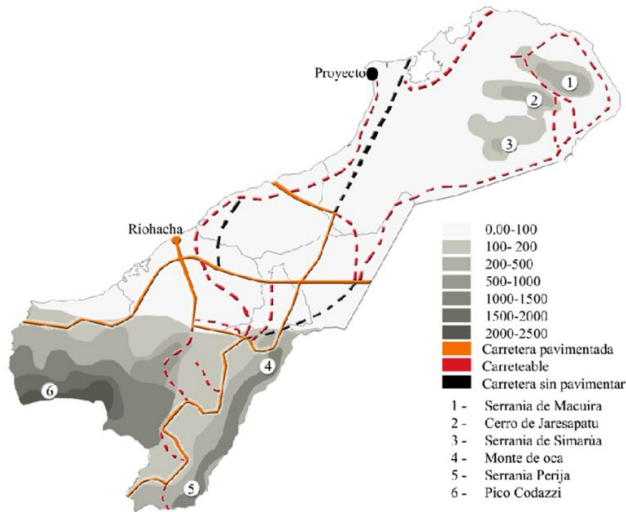 Proyecto
1
2
3
Riohacha
4
6
5
0.00-100
100- 200
200-500
500-1000
1000-1500
1500-2000
2000-2500
Carretera pavimentada
Carreteable
Carretera sin pavimentar
1 - Serrania de Macuira
2 - Cerro de Jaresapatu
3 - Serrania de Simarúa
4 - Monte de oca
5 - Serrania Perija
6 - Pico Codazzi